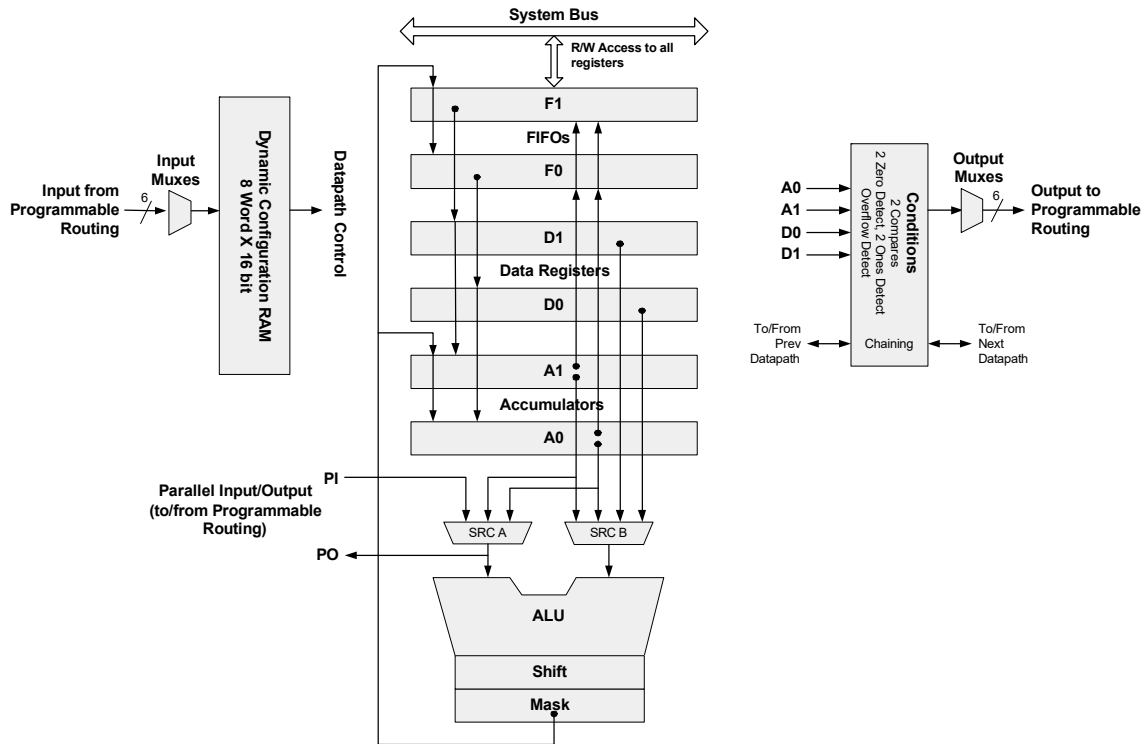 System Bus
R/W Access to all
registers
F1
FIFOs
F0
D1
Data Registers
D0
A1
Accumulators
A0
Input from
Programmable
Routing
6
Input
Muxes
Dynamic Configuration RAM
8 Word X 16 bit
Datapath Control
PI
Parallel Input/Output
(to/from Programmable
Routing)
PO
SRC A
SRC B
ALU
Shift
Mask
A0
A1
D0
D1
Conditions
2 Compares
2 Zero Detect, 2 Ones Detect
Overflow Detect
Output
Muxes
6
Output to
Programmable
Routing
To/From
Prev
Datapath
Chaining
To/From
Next
Datapath